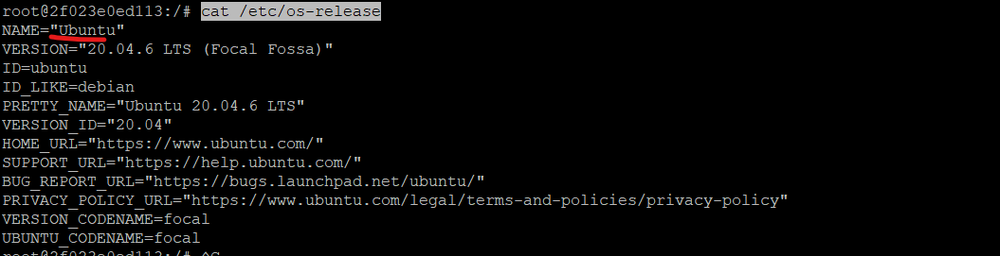 root@2f023e0ed113:/# cat /etc/os-release
NAME="Ubuntu"
VERSION="20.04.6 LTS (Focal Fossa)"
ID=ubuntu
ID_LIKE=debian
PRETTY_NAME="Ubuntu 20.04.6 LTS"
VERSION_ID="20.04"
HOME_URL="https://www.ubuntu.com/"
SUPPORT_URL="https://help.ubuntu.com/"
BUG_REPORT_URL="https://bugs.launchpad.net/ubuntu/"
PRIVACY_POLICY_URL="https://www.ubuntu.com/legal/terms-and-policies/privacy-policy"
VERSION_CODENAME=focal
UBUNTU_CODENAME=focal
root@2f023e0ed113:/# ^C